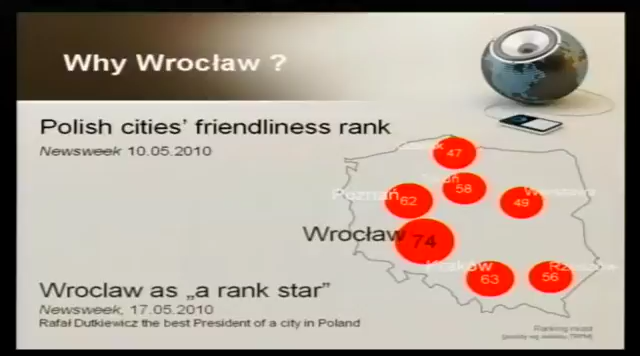 Why Wrocław ?
Polish cities' friendliness rank
Newsweek 10.05.2010
47
58
Poznań
62
Warszawa
49
Wrocław
74
Kraków
63
Rzeszów
56
Wroclaw as „a rank star”
Newsweek, 17.05.2010
Rafał Dutkiewicz the best President of a city in Poland
Ranking miast